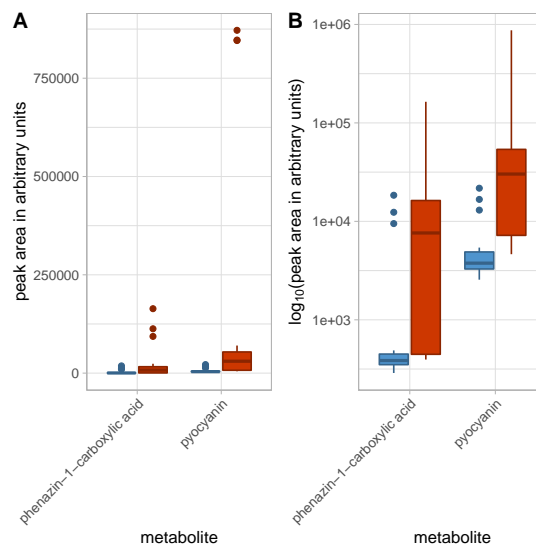 A
peak area in arbitrary units
750000
500000
250000
0
phenazin−1−carboxylic acid
pyocyanin
metabolite
B
log10(peak area in arbitrary units)
1e+06
1e+05
1e+04
1e+03
phenazin−1−carboxylic acid
pyocyanin
metabolite